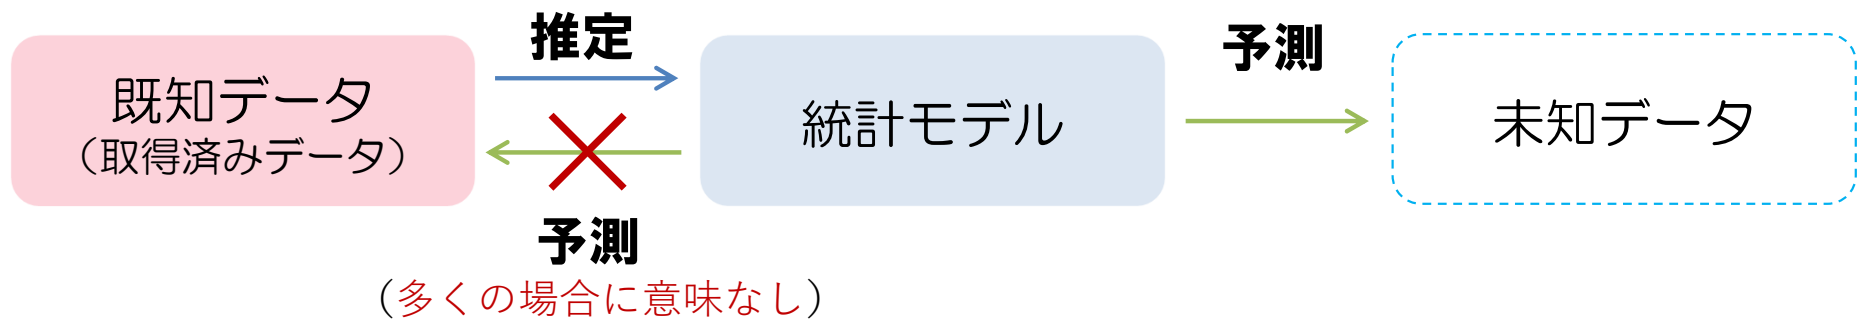 推定
予測
既知データ
（取得済みデータ）
統計モデル
未知データ
予測
（多くの場合に意味なし）